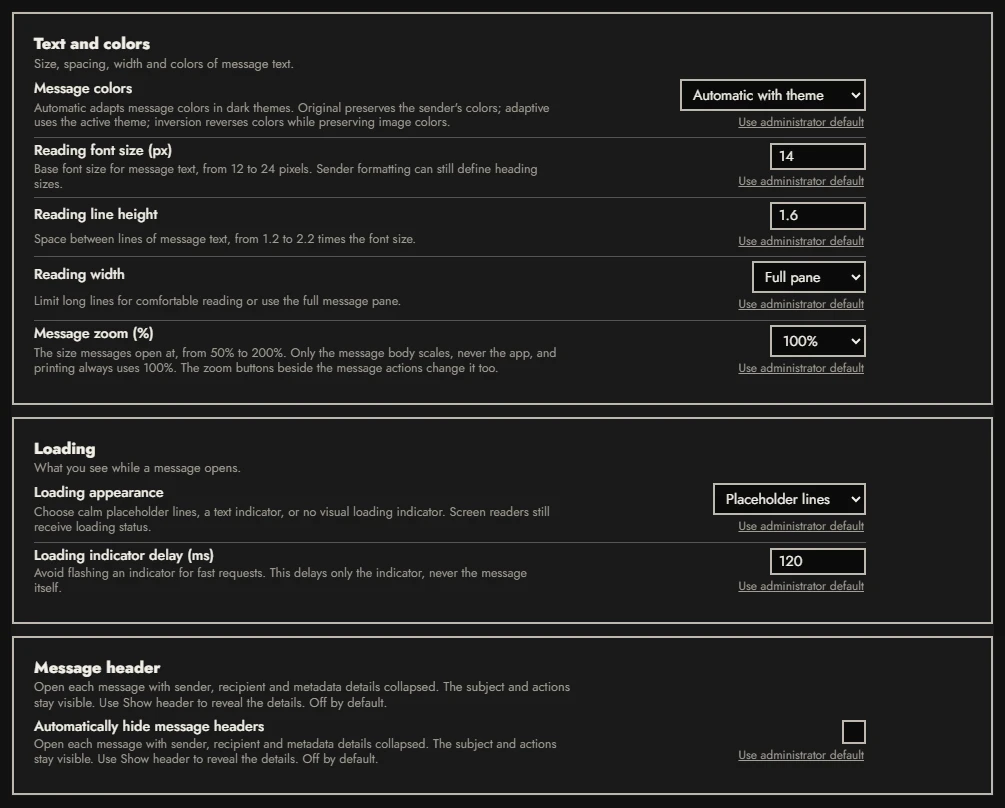 Text and colors
Size, spacing, width and colors of message text.
Message colors
Automatic adapts message colors in dark themes. Original preserves the sender's colors; adaptive
uses the active theme; inversion reverses colors while preserving image colors.
Automatic with theme
Use administrator default
Reading font size (px)
Base font size for message text, from 12 to 24 pixels. Sender formatting can still define heading
sizes.
14
Use administrator default
Reading line height
Space between lines of message text, from 1.2 to 2.2 times the font size.
1.6
Use administrator default
Reading width
Limit long lines for comfortable reading or use the full message pane.
Full pane
Use administrator default
Message zoom (%)
The size messages open at, from 50% to 200%. Only the message body scales, never the app, and
printing always uses 100%. The zoom buttons beside the message actions change it too.
100%
Use administrator default
Loading
What you see while a message opens.
Loading appearance
Choose calm placeholder lines, a text indicator, or no visual loading indicator. Screen readers still
receive loading status.
Placeholder lines
Use administrator default
Loading indicator delay (ms)
Avoid flashing an indicator for fast requests. This delays only the indicator, never the message
itself.
120
Use administrator default
Message header
Open each message with sender, recipient and metadata details collapsed. The subject and actions
stay visible. Use Show header to reveal the details. Off by default.
Automatically hide message headers
Open each message with sender, recipient and metadata details collapsed. The subject and actions
stay visible. Use Show header to reveal the details. Off by default.
Use administrator default